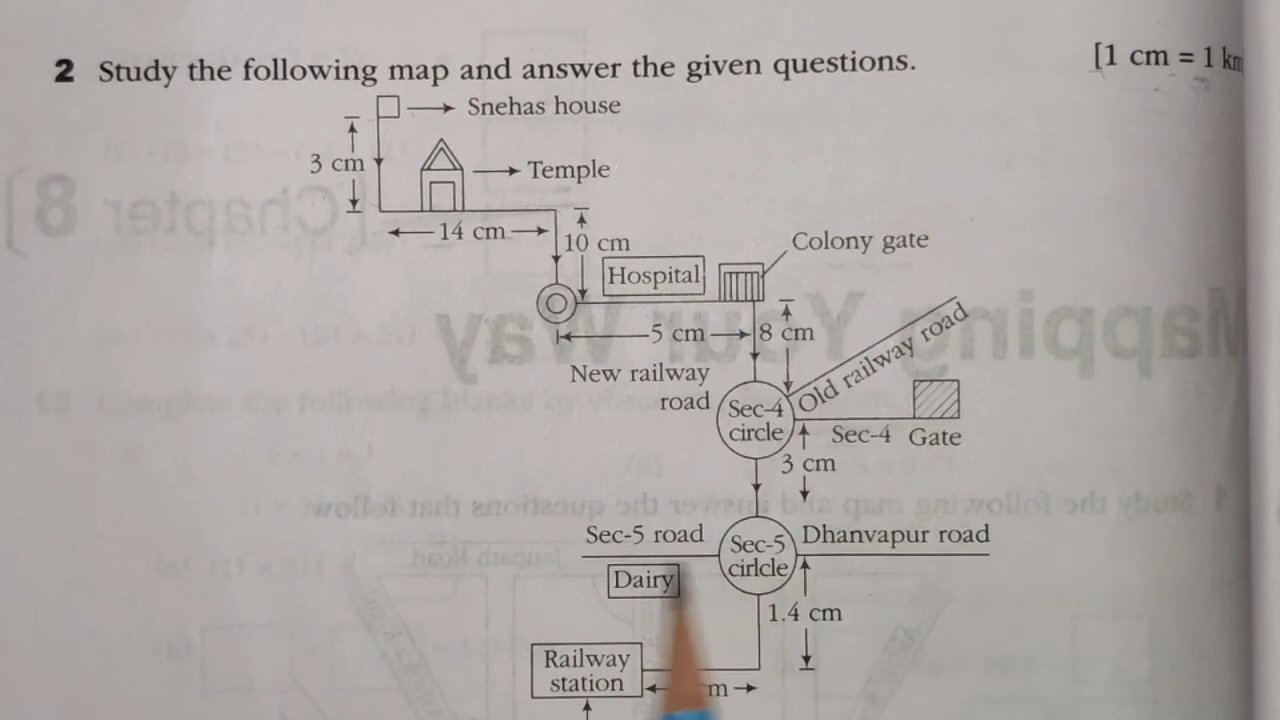 2 Study the following map and answer the given questions. [1 cm = 1 km
Snehas house
3 cm
Temple
14 cm
10 cm
Colony gate
Hospital
5 cm
8 cm
Old railway road
New railway
road
Sec-4
circle
Sec-4 Gate
3 cm
Sec-5 road
Sec-5
cirlcle
Dhanvapur road
Dairy
1.4 cm
Railway
station
m